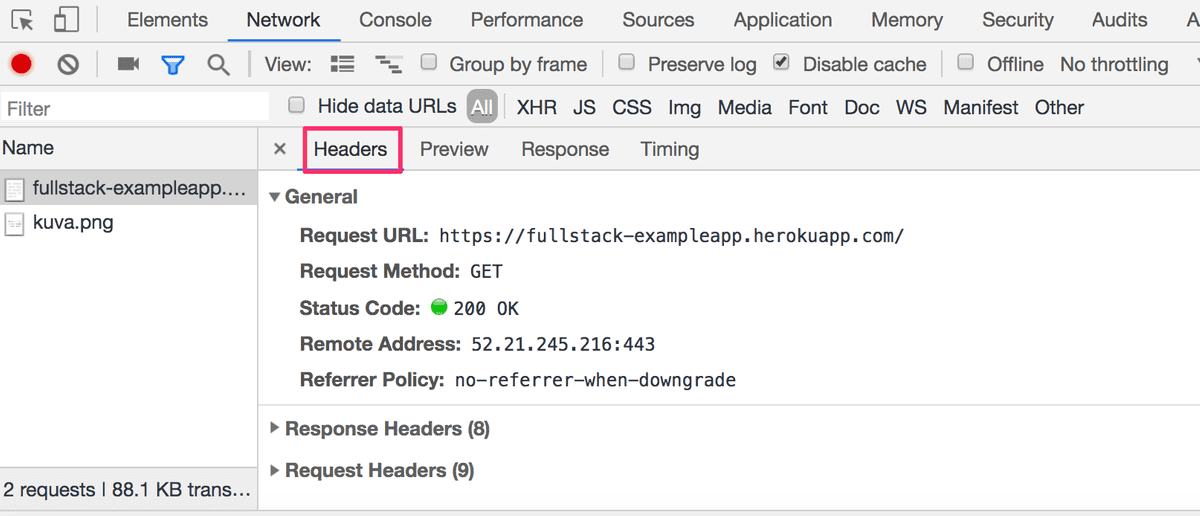 Elements Network Console Performance Sources Application Memory Security Audits A
View: Group by frame Preserve log Disable cache Offline No throttling
Filter Hide data URLs All XHR JS CSS Img Media Font Doc WS Manifest Other
Name
× Headers Preview Response Timing
fullstack-exampleapp.…
kuva.png
General
Request URL: https://fullstack-exampleapp.herokuapp.com/
Request Method: GET
Status Code: 200 OK
Remote Address: 52.21.245.216:443
Referrer Policy: no-referrer-when-downgrade
Response Headers (8)
Request Headers (9)
2 requests | 88.1 KB trans…